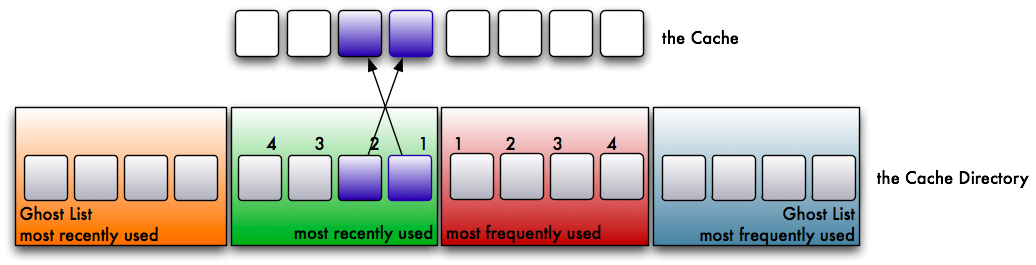 the Cache
4 3 2 1 1 2 3 4
the Cache Directory
Ghost List
most recently used
most recently used
most frequently used
Ghost List
most frequently used